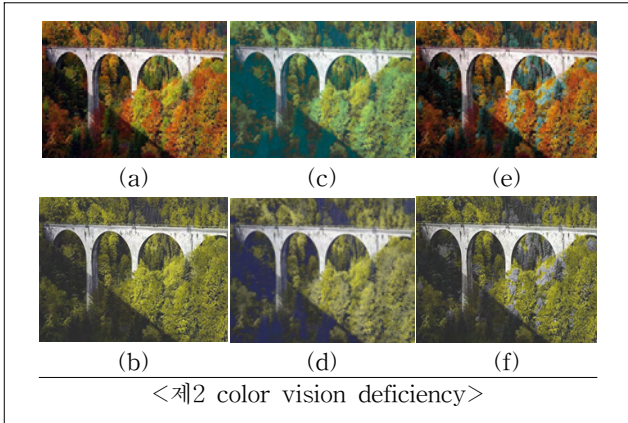 (a) (c) (e)
(b) (d) (f)
<제2 color vision deficiency>